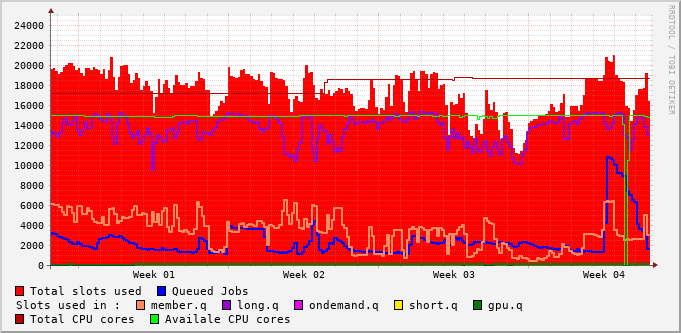 24000
22000
20000
18000
16000
14000
12000
10000
8000
6000
4000
2000
0
Week 01 Week 02 Week 03 Week 04
Total slots used Queued Jobs
Slots used in : member.q long.q ondemand.q short.q gpu.q
Total CPU cores Availale CPU cores
RRDTOOL / TOBI OETIKER